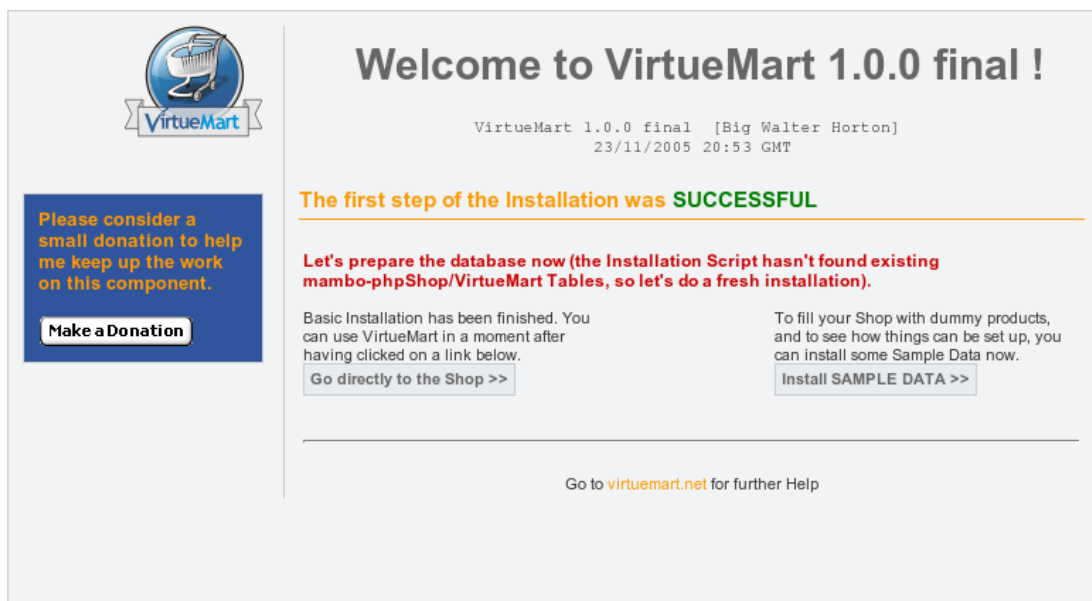 VirtueMart
Welcome to VirtueMart 1.0.0 final !
VirtueMart 1.0.0 final [Big Walter Horton]
23/11/2005 20:53 GMT
Please consider a
small donation to help
me keep up the work
on this component.
Make a Donation
The first step of the Installation was SUCCESSFUL
Let's prepare the database now (the Installation Script hasn't found existing
mambo-phpShop/VirtueMart Tables, so let's do a fresh installation).
Basic Installation has been finished. You
can use VirtueMart in a moment after
having clicked on a link below.
Go directly to the Shop >>
To fill your Shop with dummy products,
and to see how things can be set up, you
can install some Sample Data now.
Install SAMPLE DATA >>
Go to virtuemart.net for further Help